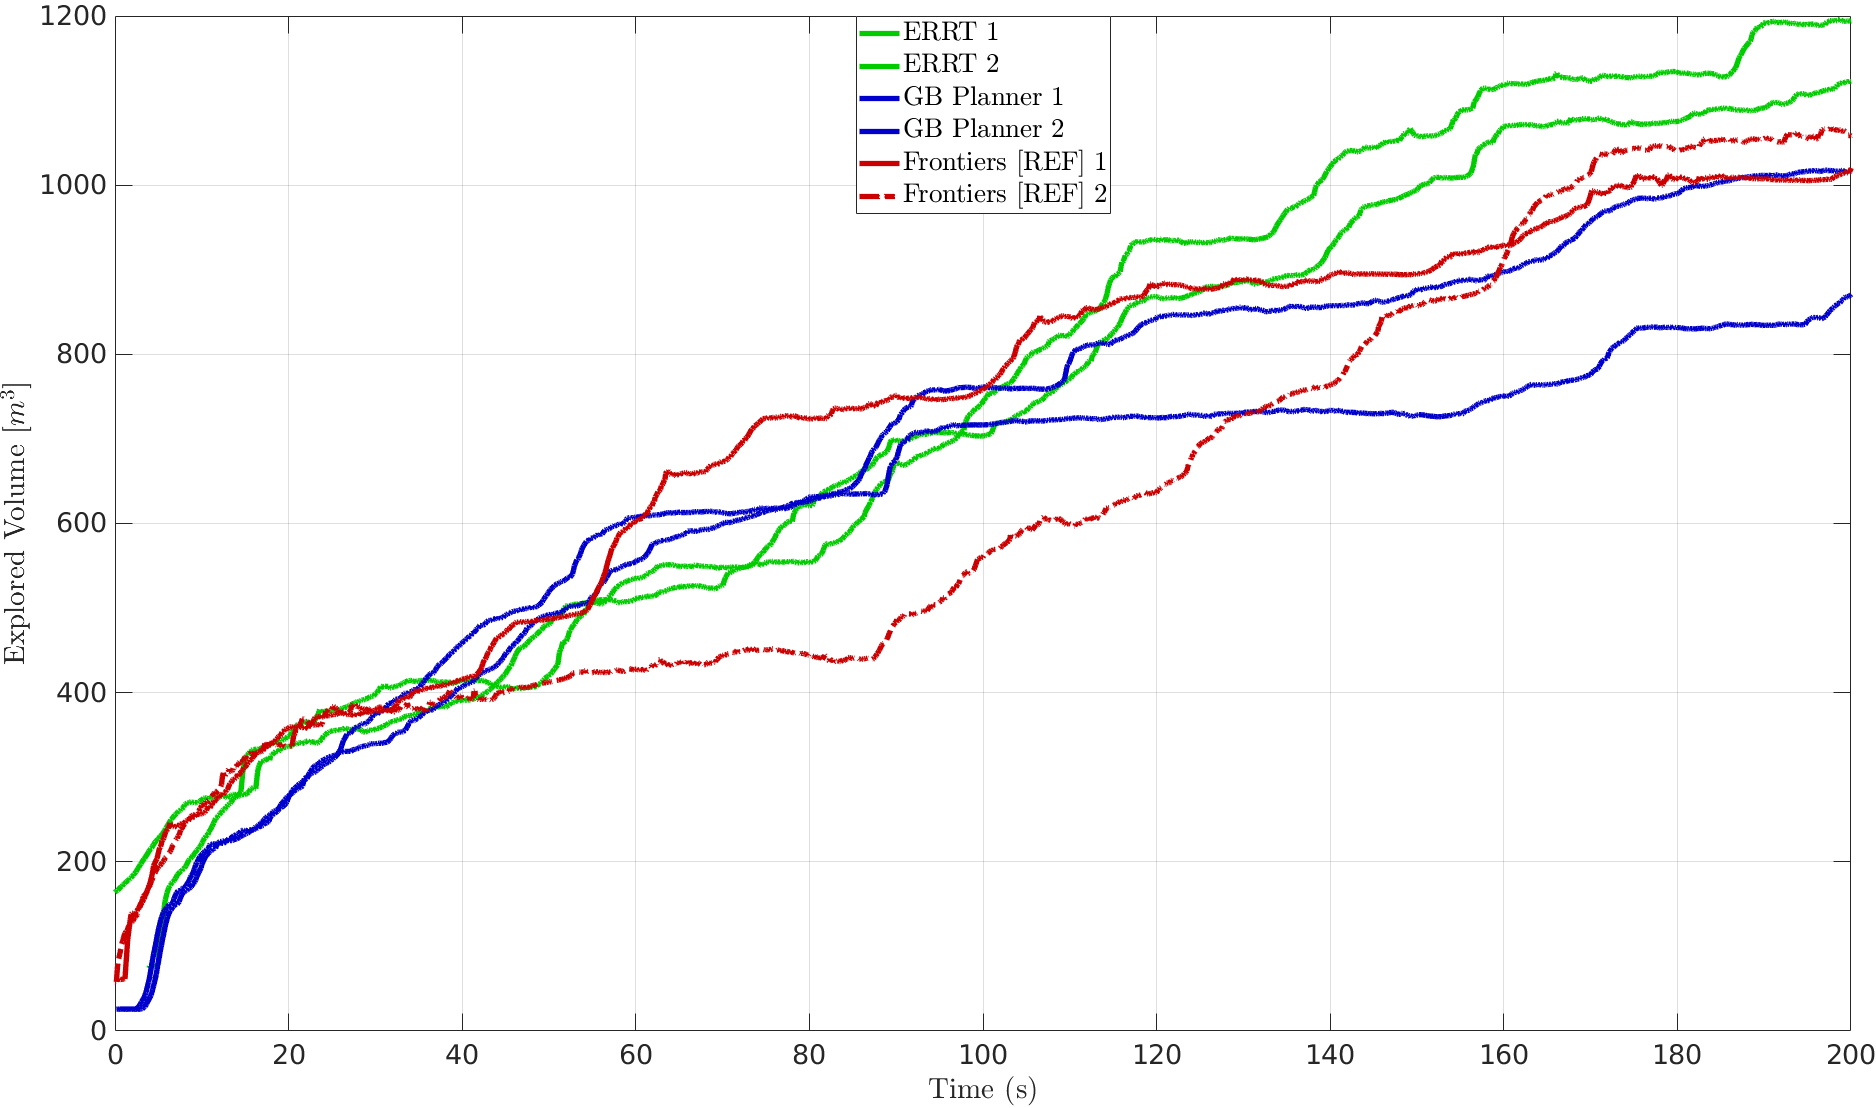 1200
1000
800
600
400
200
0
Explored Volume [m³]
ERRT 1
ERRT 2
GB Planner 1
GB Planner 2
Frontiers [REF] 1
Frontiers [REF] 2
0 20 40 60 80 100 120 140 160 180 200
Time (s)